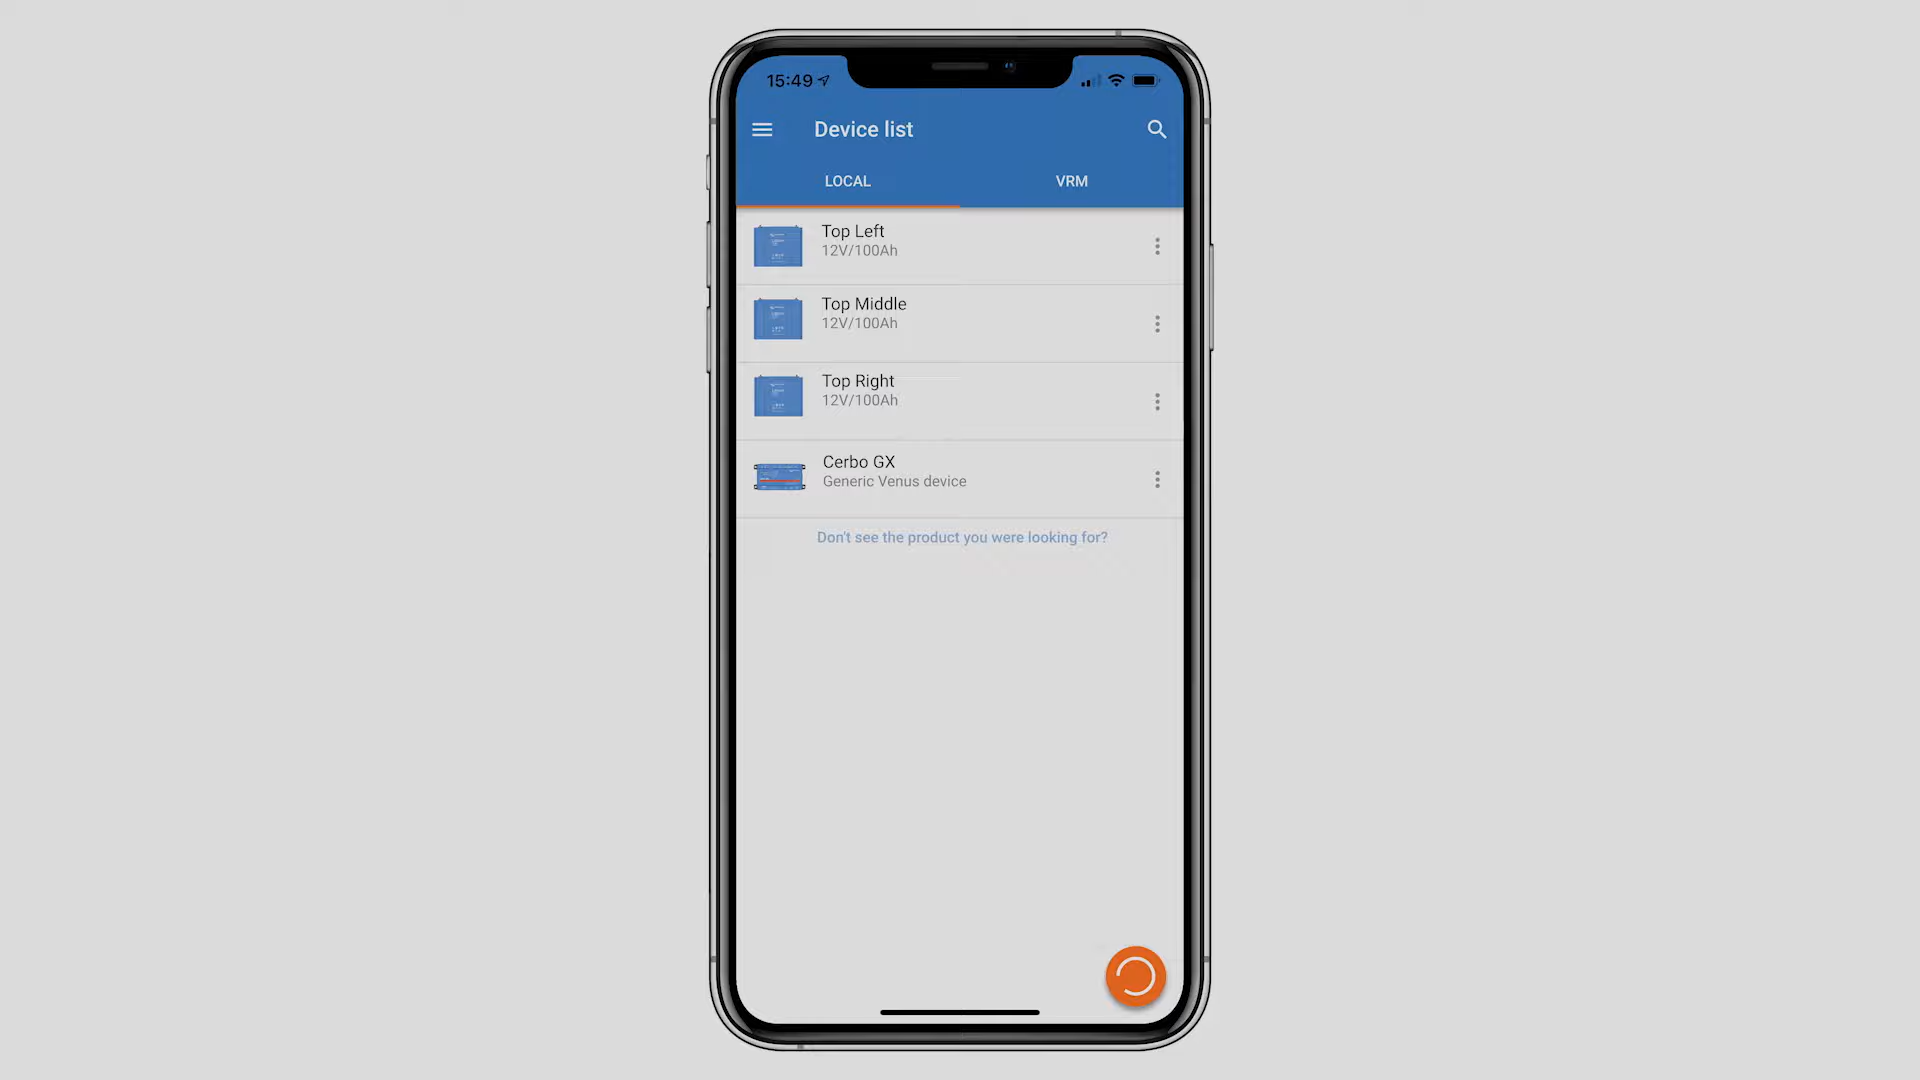 15:49
Device list
LOCAL
VRM
Top Left
12V/100Ah
Top Middle
12V/100Ah
Top Right
12V/100Ah
Cerbo GX
Generic Venus device
Don't see the product you were looking for?